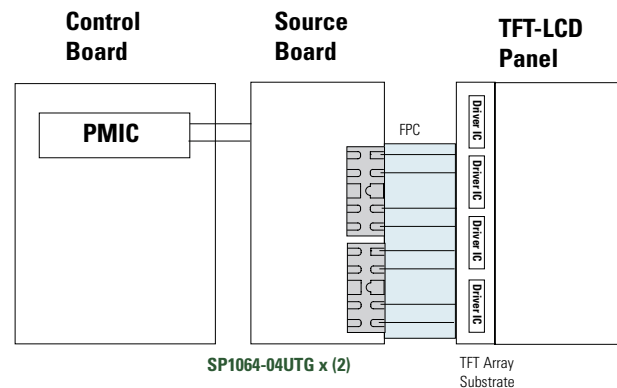 Control
Board
Source
Board
TFT-LCD
Panel
PMIC
FPC
Driver IC
Driver IC
Driver IC
Driver IC
SP1064-04UTG x (2)
TFT Array
Substrate